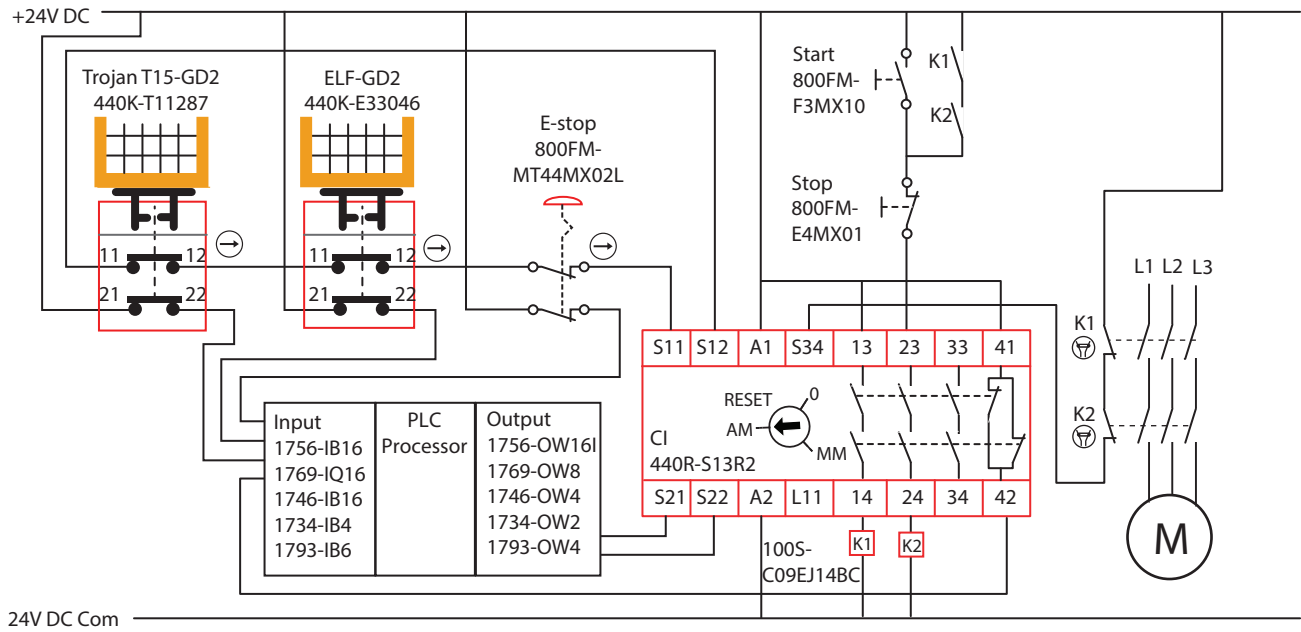 +24V DC
Trojan T15-GD2
440K-T11287
ELF-GD2
440K-E33046
E-stop
800FM-
MT44MX02L
Start
800FM-
F3MX10
K1
K2
Stop
800FM-
E4MX01
11
12
21
22
11
12
21
22
L1
L2
L3
K1
K2
M
S11
S12
A1
S34
13
23
33
41
RESET
0
AM
MM
CI
440R-S13R2
S21
S22
A2
L11
14
24
34
42
Input
1756-IB16
1769-IQ16
1746-IB16
1734-IB4
1793-IB6
PLC
Processor
Output
1756-OW16I
1769-OW8
1746-OW4
1734-OW2
1793-OW4
100S-
C09EJ14BC
K1
K2
24V DC Com